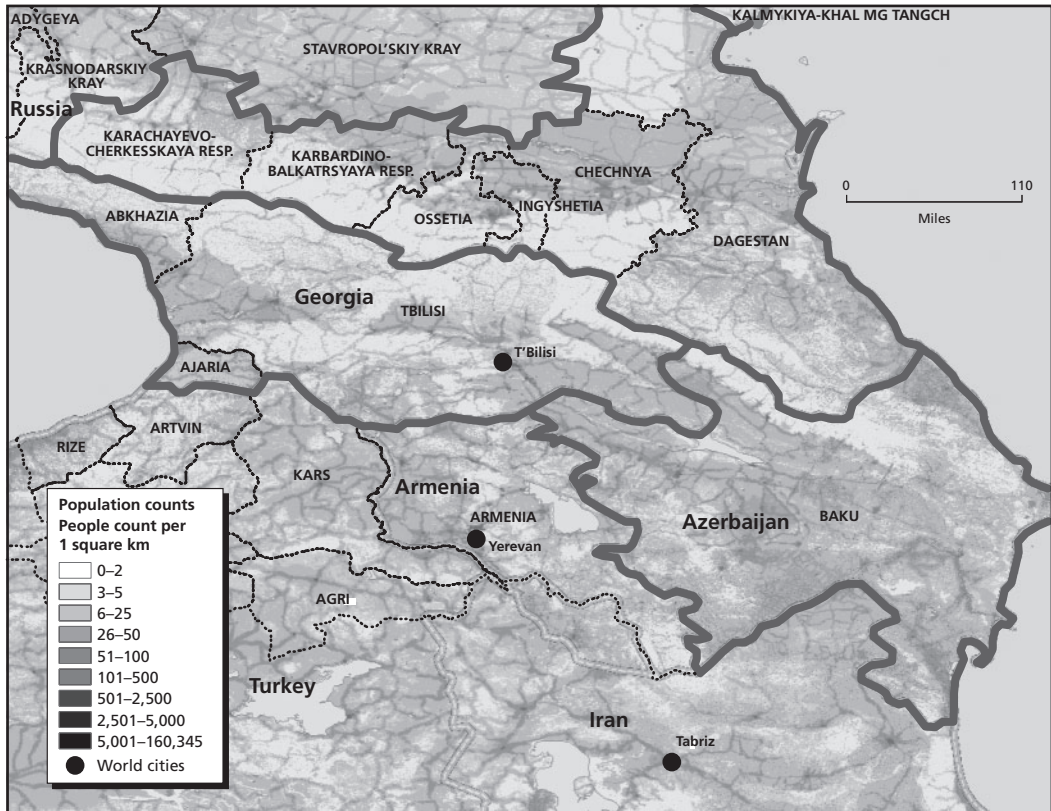 ADYGEYA
KALMYKIYA-KHAL MG TANGCH
STAVROPOL'SKIY KRAY
KRASNODARSKIY
KRAY
Russia
KARACHAYEVO-
CHERKESSKAYA RESP.
KARBARDINO-
BALKATRSYAYA RESP.
CHECHNYA
0
110
Miles
OSSETIA
INGYSHETIA
ABKHAZIA
DAGESTAN
Georgia
TBILISI
T'Bilisi
AJARIA
ARTVIN
RIZE
KARS
Armenia
ARMENIA
Yerevan
Azerbaijan
BAKU
AGRI
Turkey
Iran
Tabriz
Population counts
People count per
1 square km
0–2
3–5
6–25
26–50
51–100
101–500
501–2,500
2,501–5,000
5,001–160,345
World cities